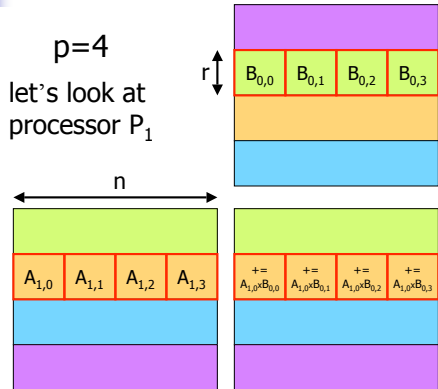 p=4
let's look at
processor P₁
r
B₀,₀ B₀,₁ B₀,₂ B₀,₃
n
A₁,₀ A₁,₁ A₁,₂ A₁,₃
+= += += +=
A₁,₀xB₀,₀ A₁,₀xB₀,₁ A₁,₀xB₀,₂ A₁,₀xB₀,₃